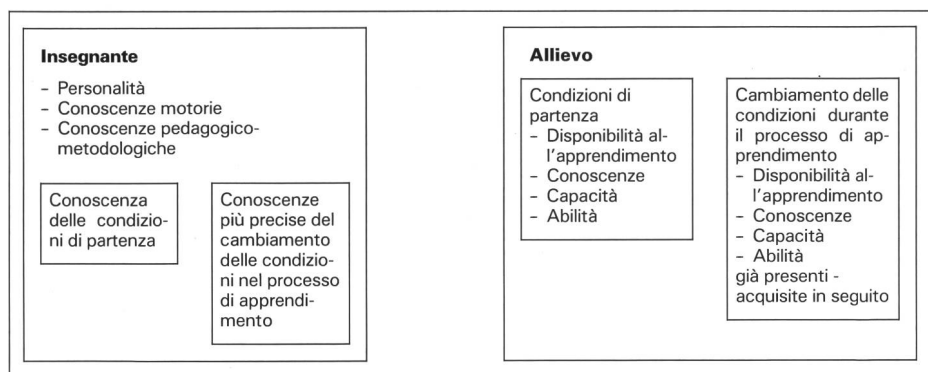 Insegnante
– Personalità
– Conoscenze motorie
– Conoscenze pedagogico-
metodologiche
Conoscenza
delle condizio-
ni di partenza
Conoscenze
più precise del
cambiamento
delle condizio-
ni nel processo
di apprendi-
mento
Allievo
Condizioni di
partenza
– Disponibilità al-
l'apprendimento
– Conoscenze
– Capacità
– Abilità
Cambiamento delle
condizioni durante
il processo di ap-
prendimento
– Disponibilità al-
l'apprendimento
– Conoscenze
– Capacità
– Abilità
già presenti -
acquisite in seguito